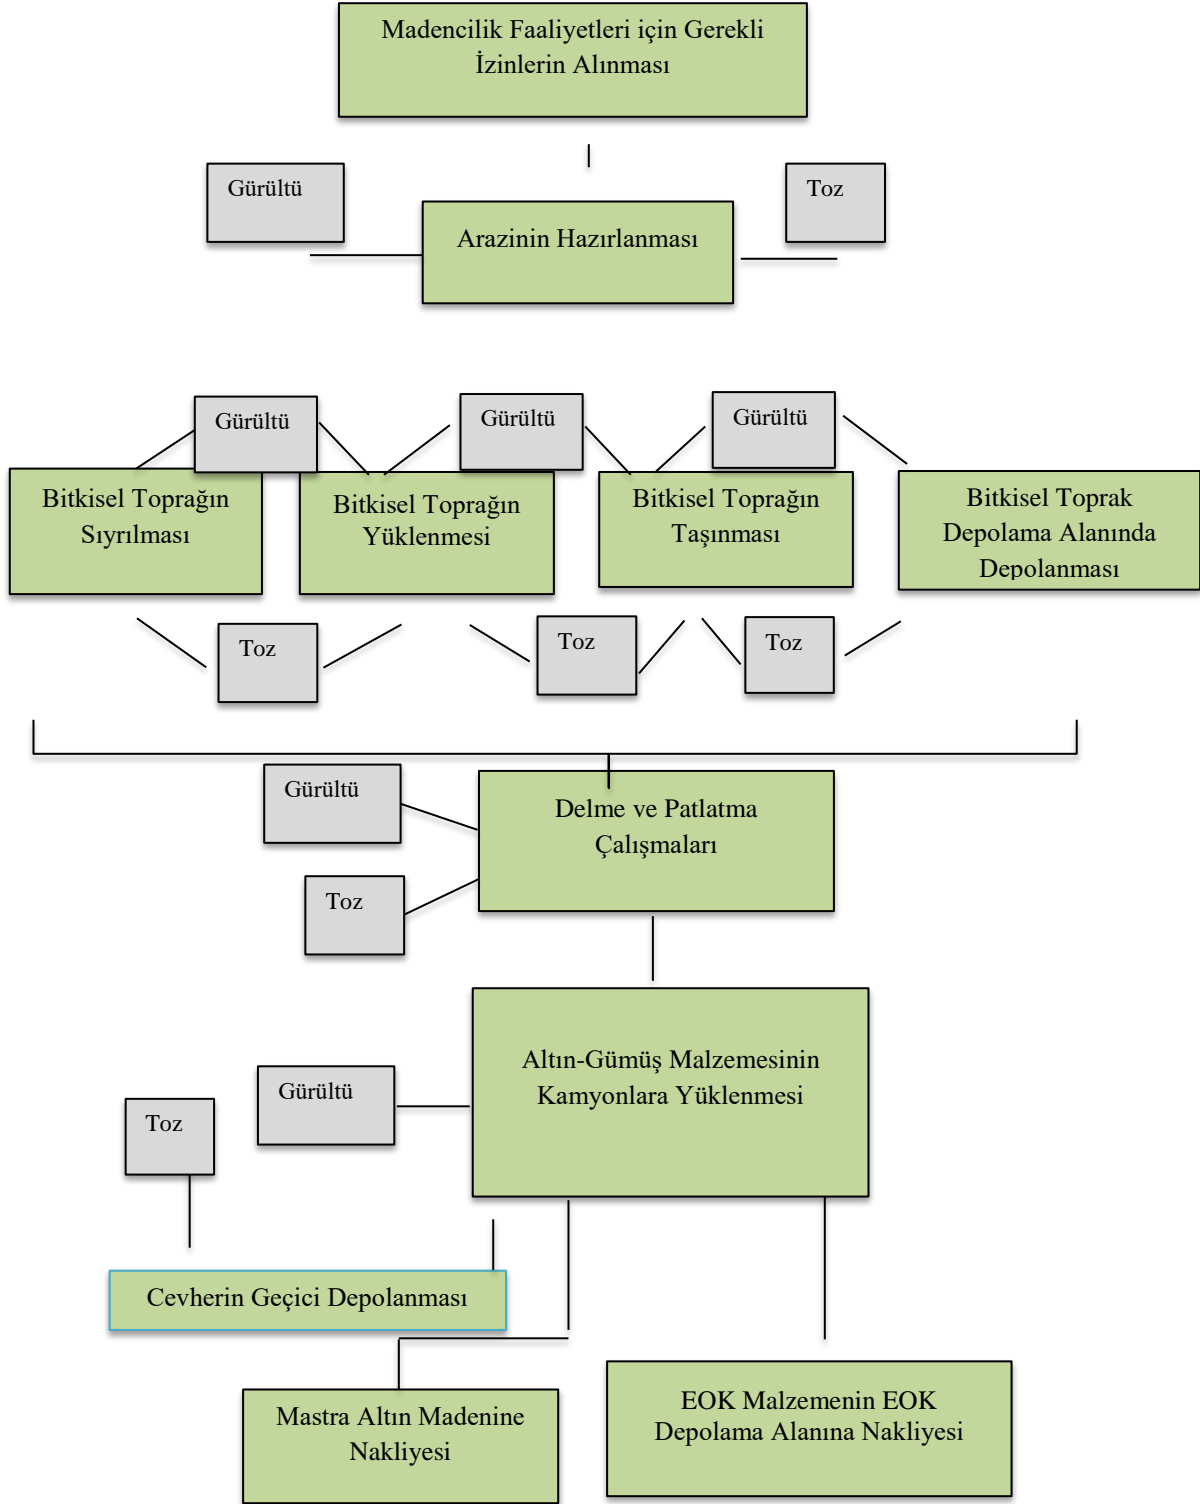 Madencilik Faaliyetleri için Gerekli
İzinlerin Alınması
Gürültü
Toz
Arazinin Hazırlanması
Gürültü
Gürültü
Gürültü
Bitkisel Toprağın
Sıyrılması
Bitkisel Toprağın
Yüklenmesi
Bitkisel Toprağın
Taşınması
Bitkisel Toprak
Depolama Alanında
Depolanması
Toz
Toz
Toz
Gürültü
Delme ve Patlatma
Çalışmaları
Toz
Altın-Gümüş Malzemesinin
Kamyonlara Yüklenmesi
Gürültü
Toz
Cevherin Geçici Depolanması
Mastra Altın Madenine
Nakliyesi
EOK Malzemenin EOK
Depolama Alanına Nakliyesi